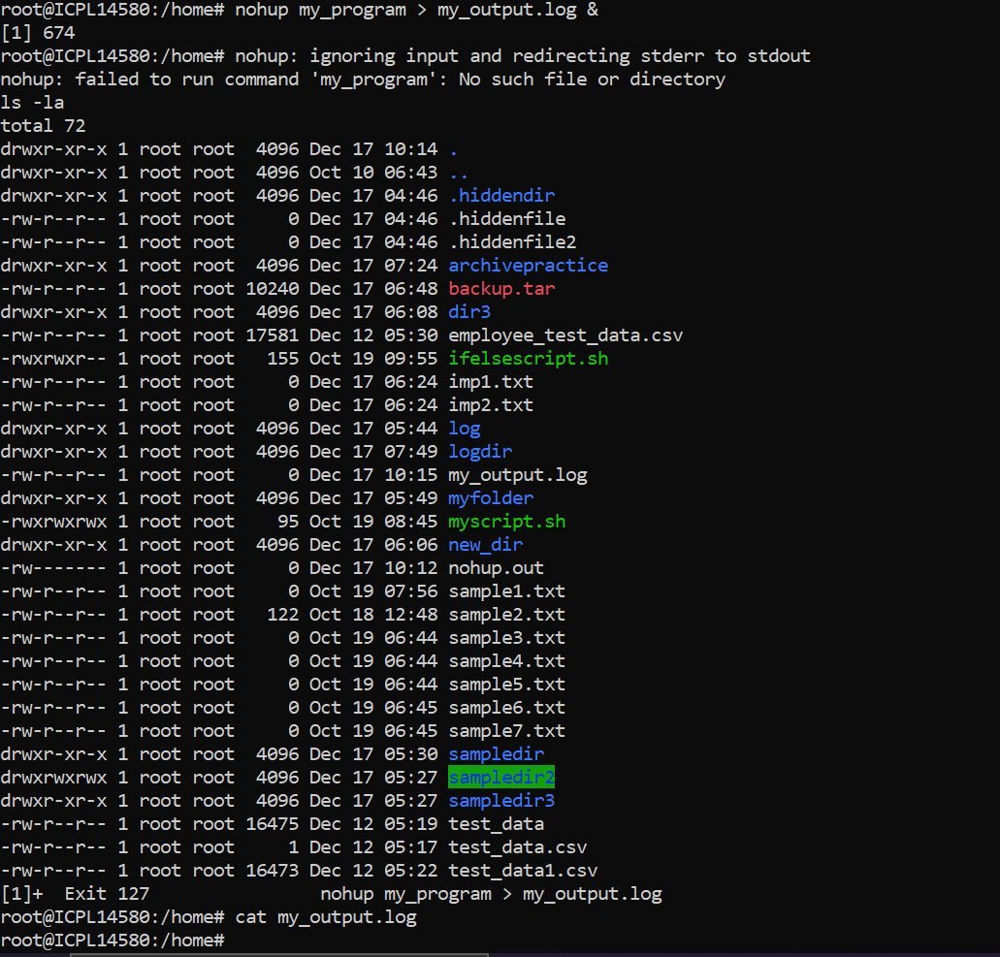 root@ICPL14580:/home# nohup my_program > my_output.log &
[1] 674
root@ICPL14580:/home# nohup: ignoring input and redirecting stderr to stdout
nohup: failed to run command 'my_program': No such file or directory
ls -la
total 72
drwxr-xr-x 1 root root  4096 Dec 17 10:14 .
drwxr-xr-x 1 root root  4096 Oct 10 06:43 ..
drwxr-xr-x 1 root root  4096 Dec 17 04:46 .hiddendir
-rw-r--r-- 1 root root     0 Dec 17 04:46 .hiddenfile
-rw-r--r-- 1 root root     0 Dec 17 04:46 .hiddenfile2
drwxr-xr-x 1 root root  4096 Dec 17 07:24 archivepractice
-rw-r--r-- 1 root root 10240 Dec 17 06:48 backup.tar
drwxr-xr-x 1 root root  4096 Dec 17 06:08 dir3
-rw-r--r-- 1 root root 17581 Dec 12 05:30 employee_test_data.csv
-rwxrwxr-- 1 root root   155 Oct 19 09:55 ifelsescript.sh
-rw-r--r-- 1 root root     0 Dec 17 06:24 imp1.txt
-rw-r--r-- 1 root root     0 Dec 17 06:24 imp2.txt
drwxr-xr-x 1 root root  4096 Dec 17 05:44 log
drwxr-xr-x 1 root root  4096 Dec 17 07:49 logdir
-rw-r--r-- 1 root root     0 Dec 17 10:15 my_output.log
drwxr-xr-x 1 root root  4096 Dec 17 05:49 myfolder
-rwxrwxrwx 1 root root    95 Oct 19 08:45 myscript.sh
drwxr-xr-x 1 root root  4096 Dec 17 06:06 new_dir
-rw------- 1 root root     0 Dec 17 10:12 nohup.out
-rw-r--r-- 1 root root     0 Oct 19 07:56 sample1.txt
-rw-r--r-- 1 root root   122 Oct 18 12:48 sample2.txt
-rw-r--r-- 1 root root     0 Oct 19 06:44 sample3.txt
-rw-r--r-- 1 root root     0 Oct 19 06:44 sample4.txt
-rw-r--r-- 1 root root     0 Oct 19 06:44 sample5.txt
-rw-r--r-- 1 root root     0 Oct 19 06:45 sample6.txt
-rw-r--r-- 1 root root     0 Oct 19 06:45 sample7.txt
drwxr-xr-x 1 root root  4096 Dec 17 05:30 sampledir
drwxrwxrwx 1 root root  4096 Dec 17 05:27 sampledir2
drwxr-xr-x 1 root root  4096 Dec 17 05:27 sampledir3
-rw-r--r-- 1 root root 16475 Dec 12 05:19 test_data
-rw-r--r-- 1 root root     1 Dec 12 05:17 test_data.csv
-rw-r--r-- 1 root root 16473 Dec 12 05:22 test_data1.csv
[1]+  Exit 127                nohup my_program > my_output.log
root@ICPL14580:/home# cat my_output.log
root@ICPL14580:/home#